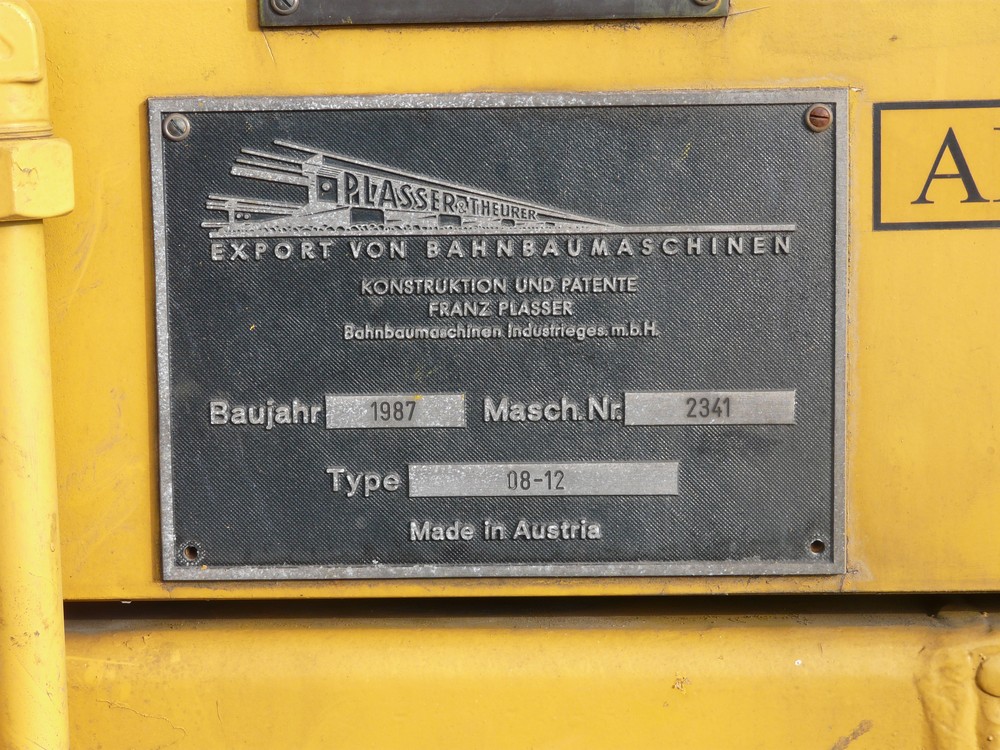 PLASSER & THEURER
EXPORT VON BAHNBAUMASCHINEN
KONSTRUKTION UND PATENTE
FRANZ PLASSER
Bahnbaumaschinen Industrieges.m.b.H.
Baujahr 1987 Masch.Nr. 2341
Type 08-12
Made in Austria